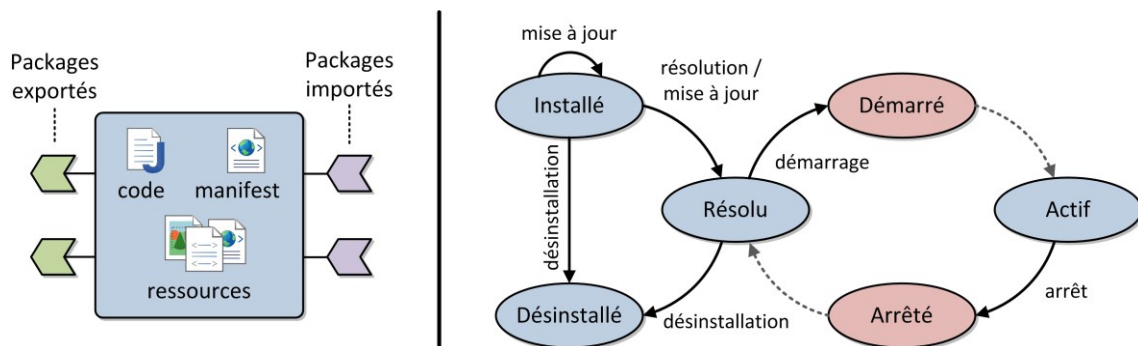 Packages
exportés
Packages
importés
code
manifest
ressources
mise à jour
résolution /
mise à jour
Installé
Démarré
désinstallation
démarrage
Résolu
Actif
Désinstallé
désinstallation
Arrêté
arrêt